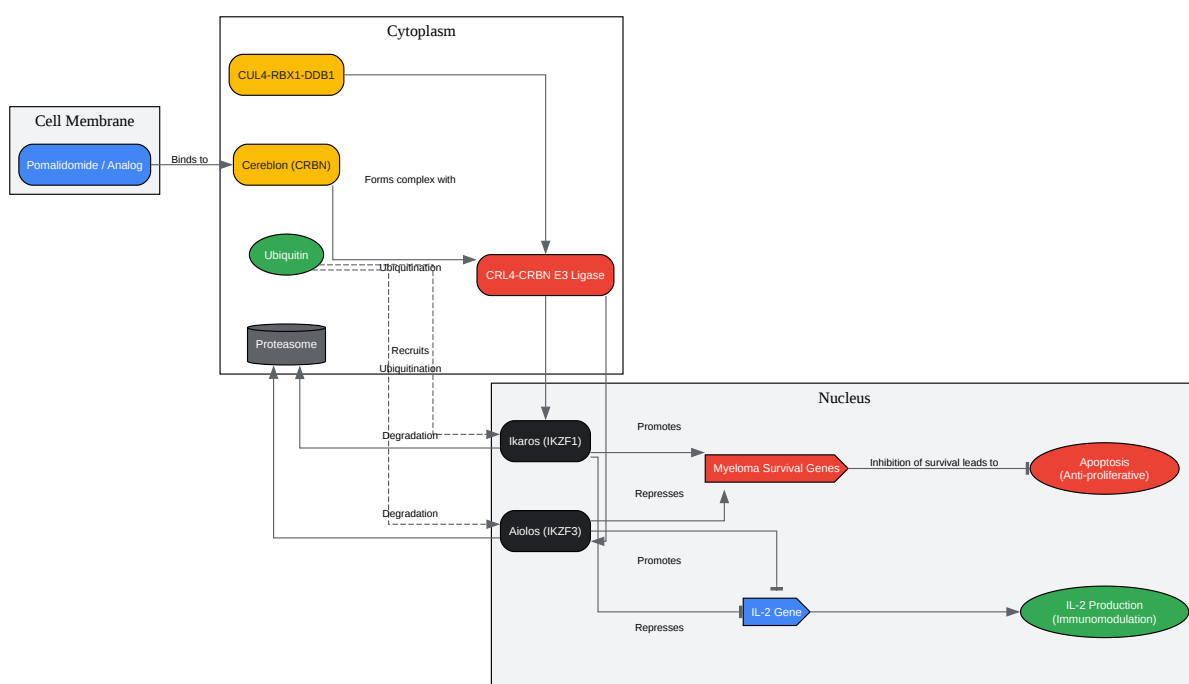 Cytoplasm
CUL4-RBX1-DDB1
Cell Membrane
Pomalidomide / Analog
Binds to
Cereblon (CRBN)
Forms complex with
Ubiquitin
Ubiquitination
CRL4-CRBN E3 Ligase
Proteasome
Recruits
Ubiquitination
Nucleus
Degradation
Ikaros (IKZF1)
Promotes
Myeloma Survival Genes
Inhibition of survival leads to
Apoptosis
(Anti-proliferative)
Represses
Degradation
Aiolos (IKZF3)
Promotes
IL-2 Gene
Represses
IL-2 Production
(Immunomodulation)